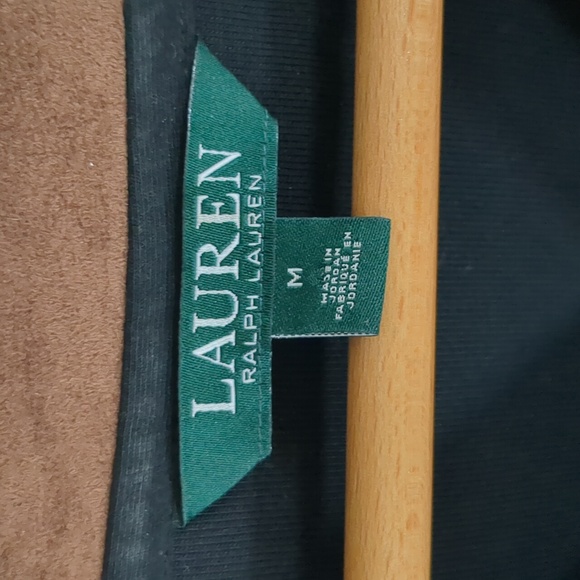 LAUREN
RALPH LAUREN
M
MADE IN
JORDAN
FABRIQUÉ EN
JORDANIE